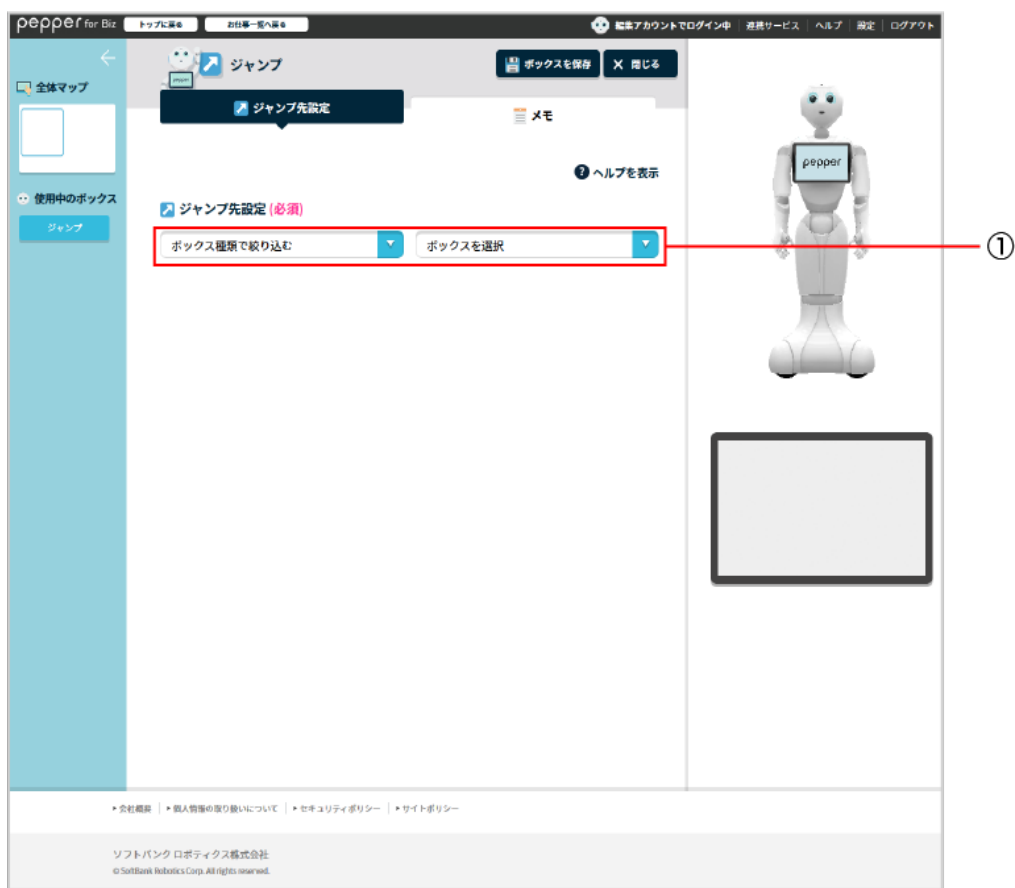 pepper for Biz トップに戻る お仕事一覧へ戻る 編集アカウントでログイン中 連携サービス ヘルプ 設定 ログアウト
ジャンプ ボックスを保存 X 閉じる
全体マップ
ジャンプ先設定 メモ
ヘルプを表示
pepper
使用中のボックス
ジャンプ
ジャンプ先設定 (必須)
ボックス種類で絞り込む ボックスを選択 ①
会社概要 個人情報の取り扱いについて セキュリティポリシー サイトポリシー
ソフトバンク ロボティクス株式会社
© SoftBank Robotics Corp. All rights reserved.